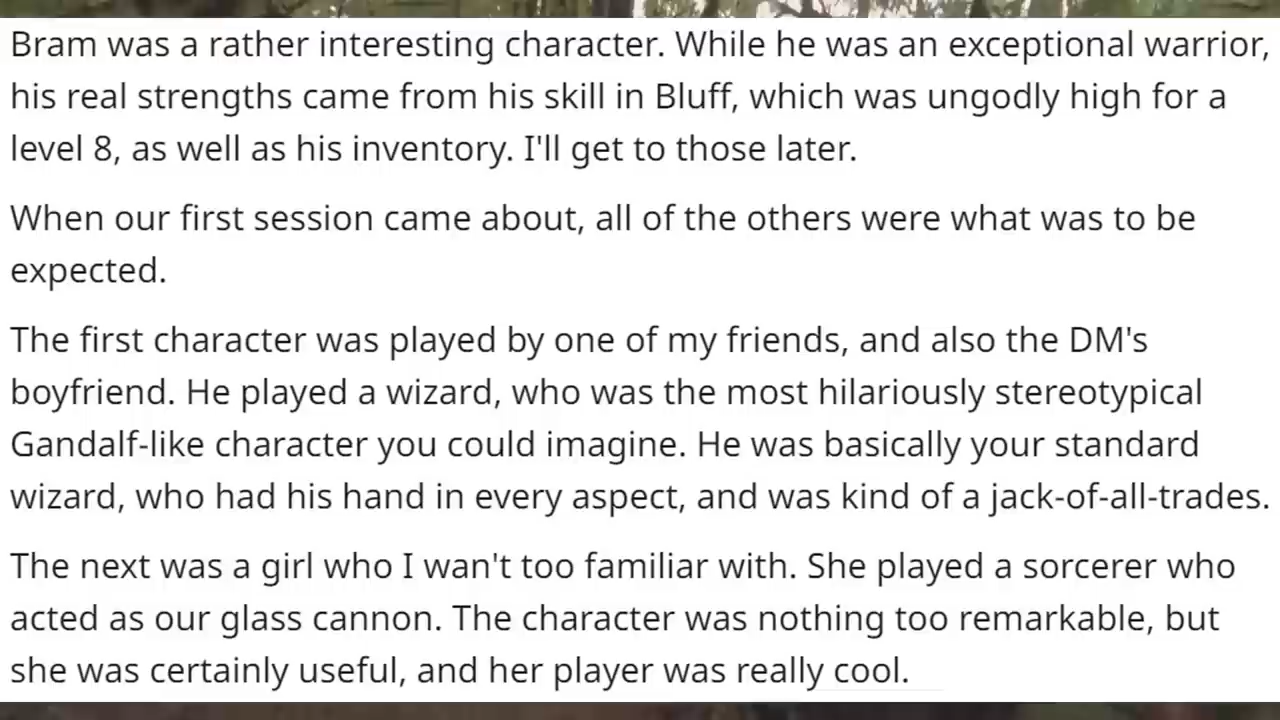 Bram was a rather interesting character. While he was an exceptional warrior,
his real strengths came from his skill in Bluff, which was ungodly high for a
level 8, as well as his inventory. I'll get to those later.
When our first session came about, all of the others were what was to be
expected.
The first character was played by one of my friends, and also the DM's
boyfriend. He played a wizard, who was the most hilariously stereotypical
Gandalf-like character you could imagine. He was basically your standard
wizard, who had his hand in every aspect, and was kind of a jack-of-all-trades.
The next was a girl who I wan't too familiar with. She played a sorcerer who
acted as our glass cannon. The character was nothing too remarkable, but
she was certainly useful, and her player was really cool.